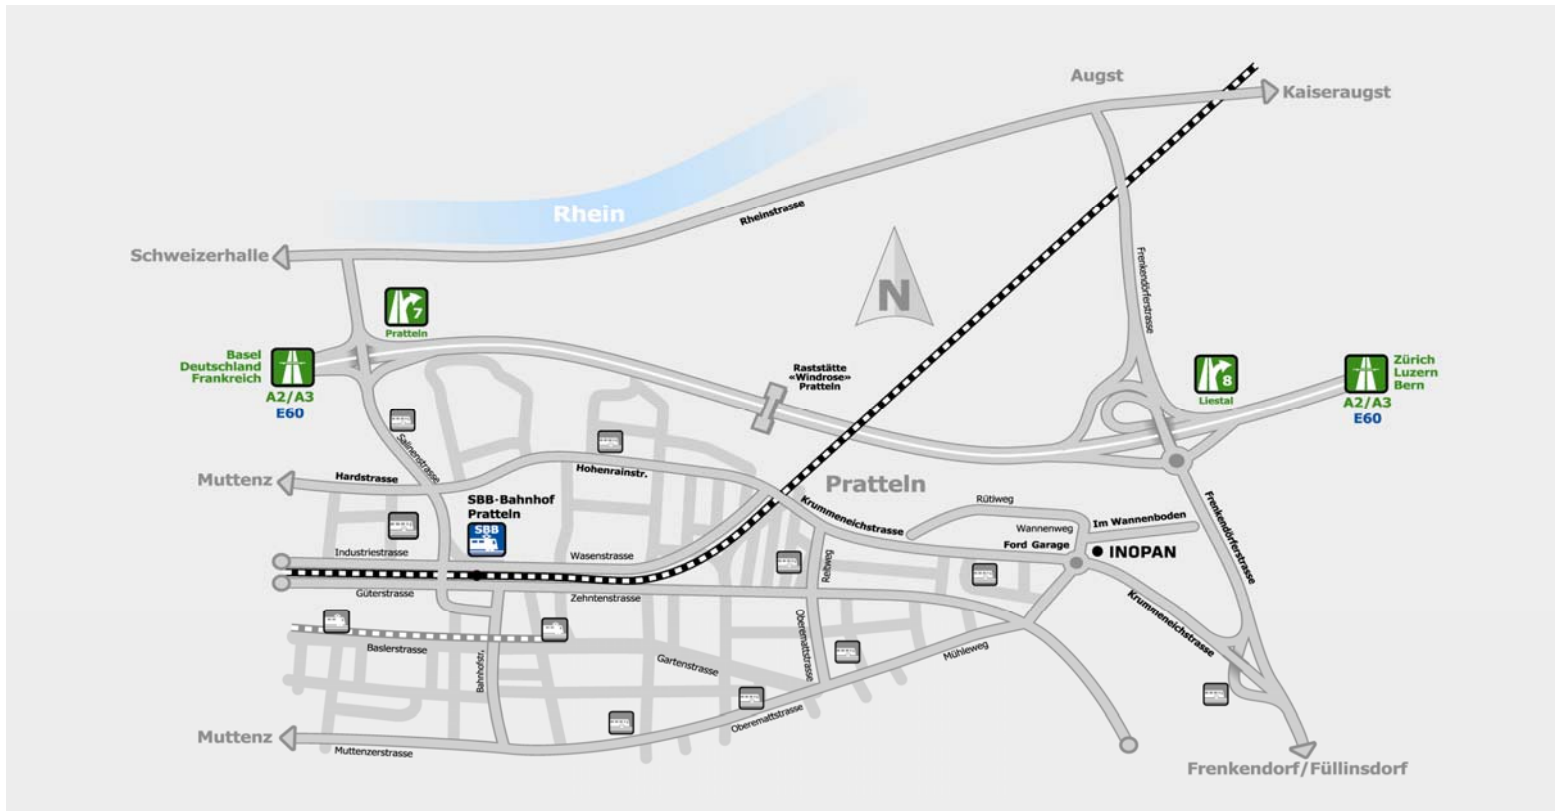 Augst
Kaiseraugst
Rhein
Rheinstrasse
Schweizerhalle
N
7
Pratteln
Frenkendörferstrasse
Basel
Deutschland
Frankreich
A2/A3
E60
Raststätte
«Windrose»
Pratteln
8
Liestal
Zürich
Luzern
Bern
A2/A3
E60
Salinenstrasse
Muttenz
Hardstrasse
Hohenrainstr.
SBB-Bahnhof
Pratteln
SBB
Pratteln
Krummeneichstrasse
Rütiweg
Wannenweg
Im Wannenboden
Ford Garage
INOPAN
Frenkendörferstrasse
Industriestrasse
Wasenstrasse
Reitweg
Güterstrasse
Zehntenstrasse
Krummeneichstrasse
Oberemattstrasse
Baslerstrasse
Bahnhofstr.
Gartenstrasse
Mühleweg
Oberemattstrasse
Muttenz
Muttenzerstrasse
Frenkendorf/Füllinsdorf